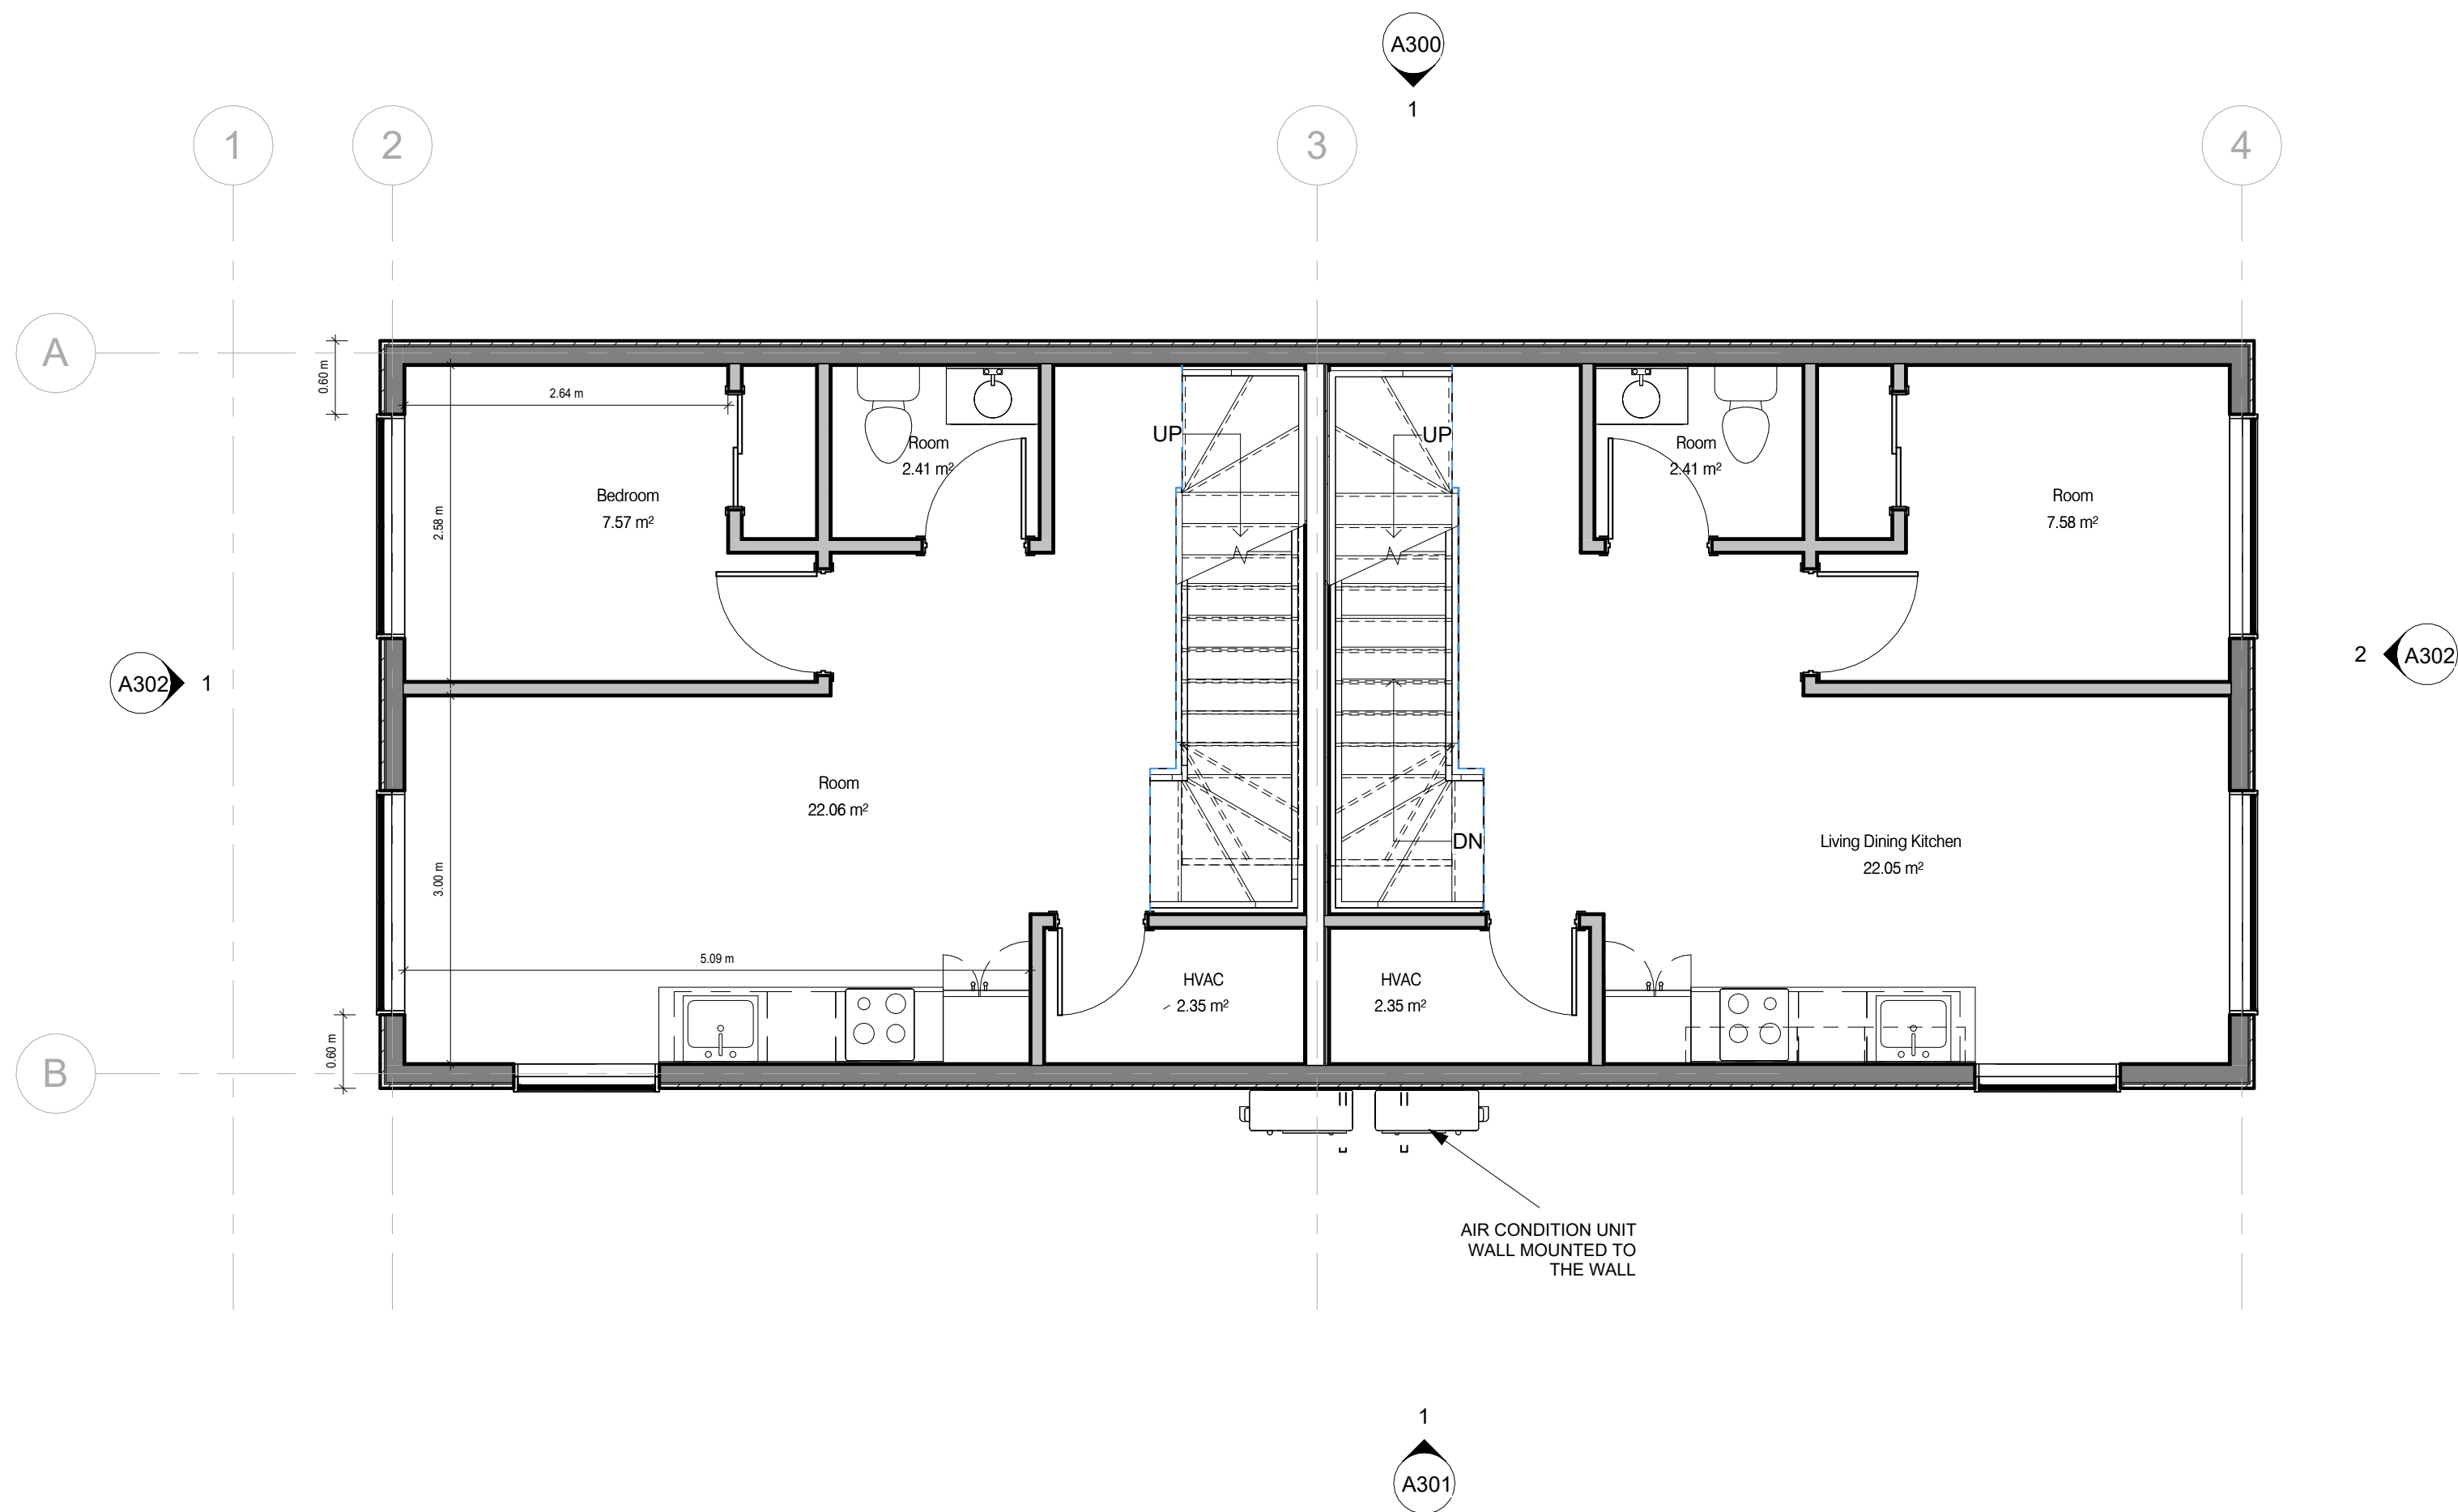 A300
1
1
2
3
4
A
0.60 m
2.64 m
UP
UP
Room
2.41 m²
Room
2.41 m²
Bedroom
7.57 m²
Room
7.58 m²
2.58 m
A302
1
2
A302
Room
22.06 m²
3.00 m
DN
Living Dining Kitchen
22.05 m²
5.09 m
HVAC
2.35 m²
HVAC
2.35 m²
0.60 m
B
AIR CONDITION UNIT
WALL MOUNTED TO
THE WALL
1
A301